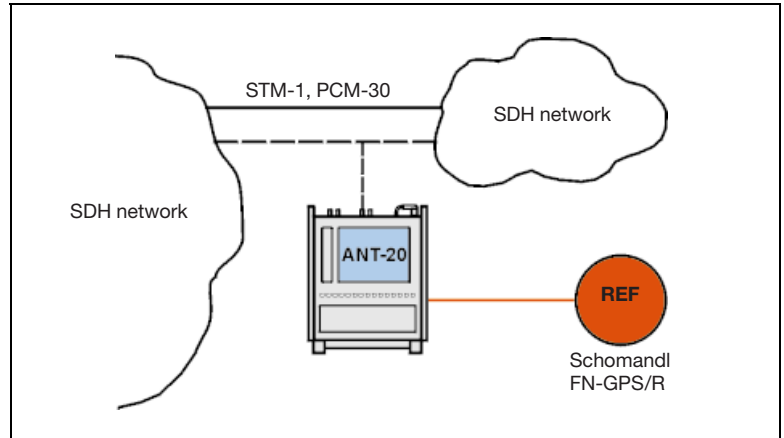 STM-1, PCM-30
SDH network
SDH network
ANT-20
REF
Schomandl
FN-GPS/R